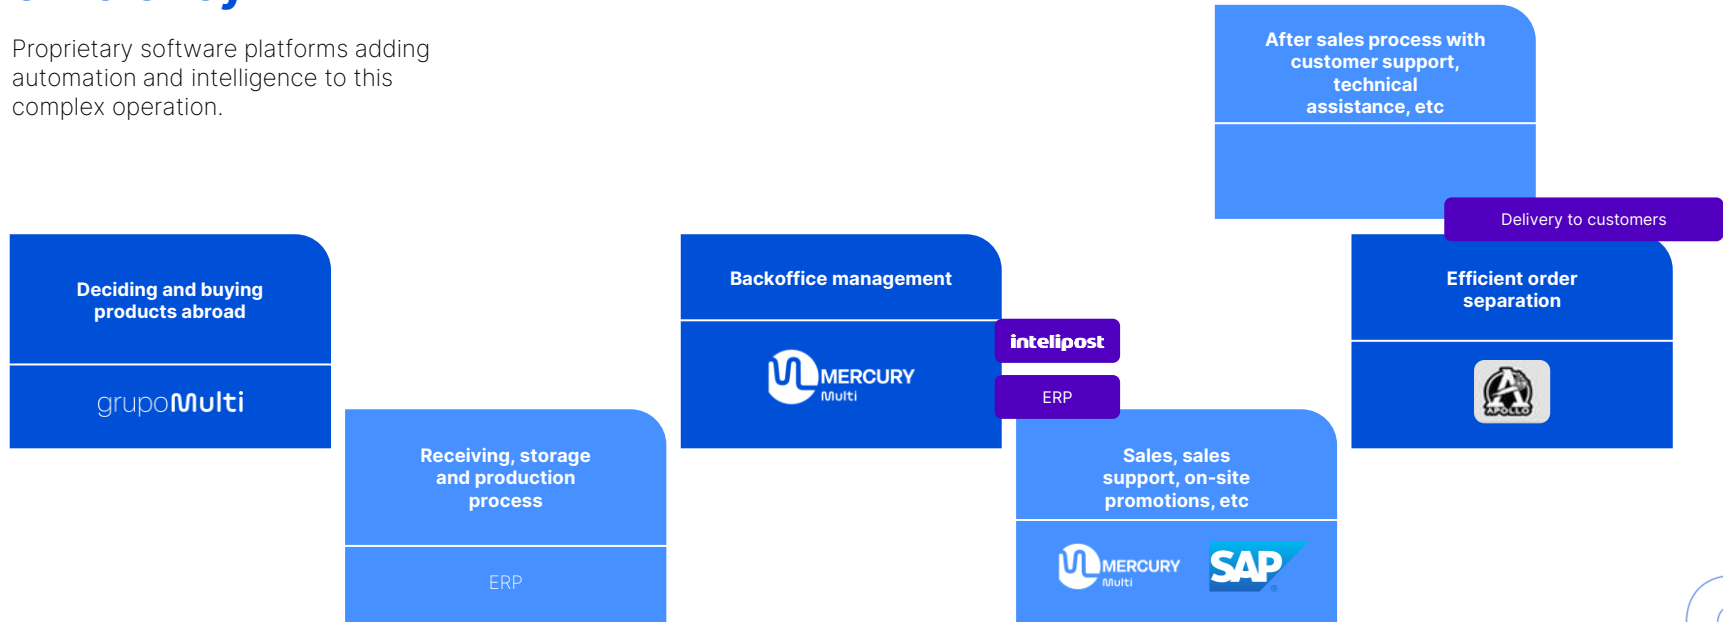 Proprietary software platforms adding
automation and intelligence to this
complex operation.
After sales process with
customer support,
technical
assistance, etc
Delivery to customers
Deciding and buying
products abroad
grupoMulti
Receiving, storage
and production
process
ERP
Backoffice management
MERCURY
Multi
intelipost
ERP
Sales, sales
support, on-site
promotions, etc
MERCURY
Multi
SAP
Efficient order
separation
A
APOLLO